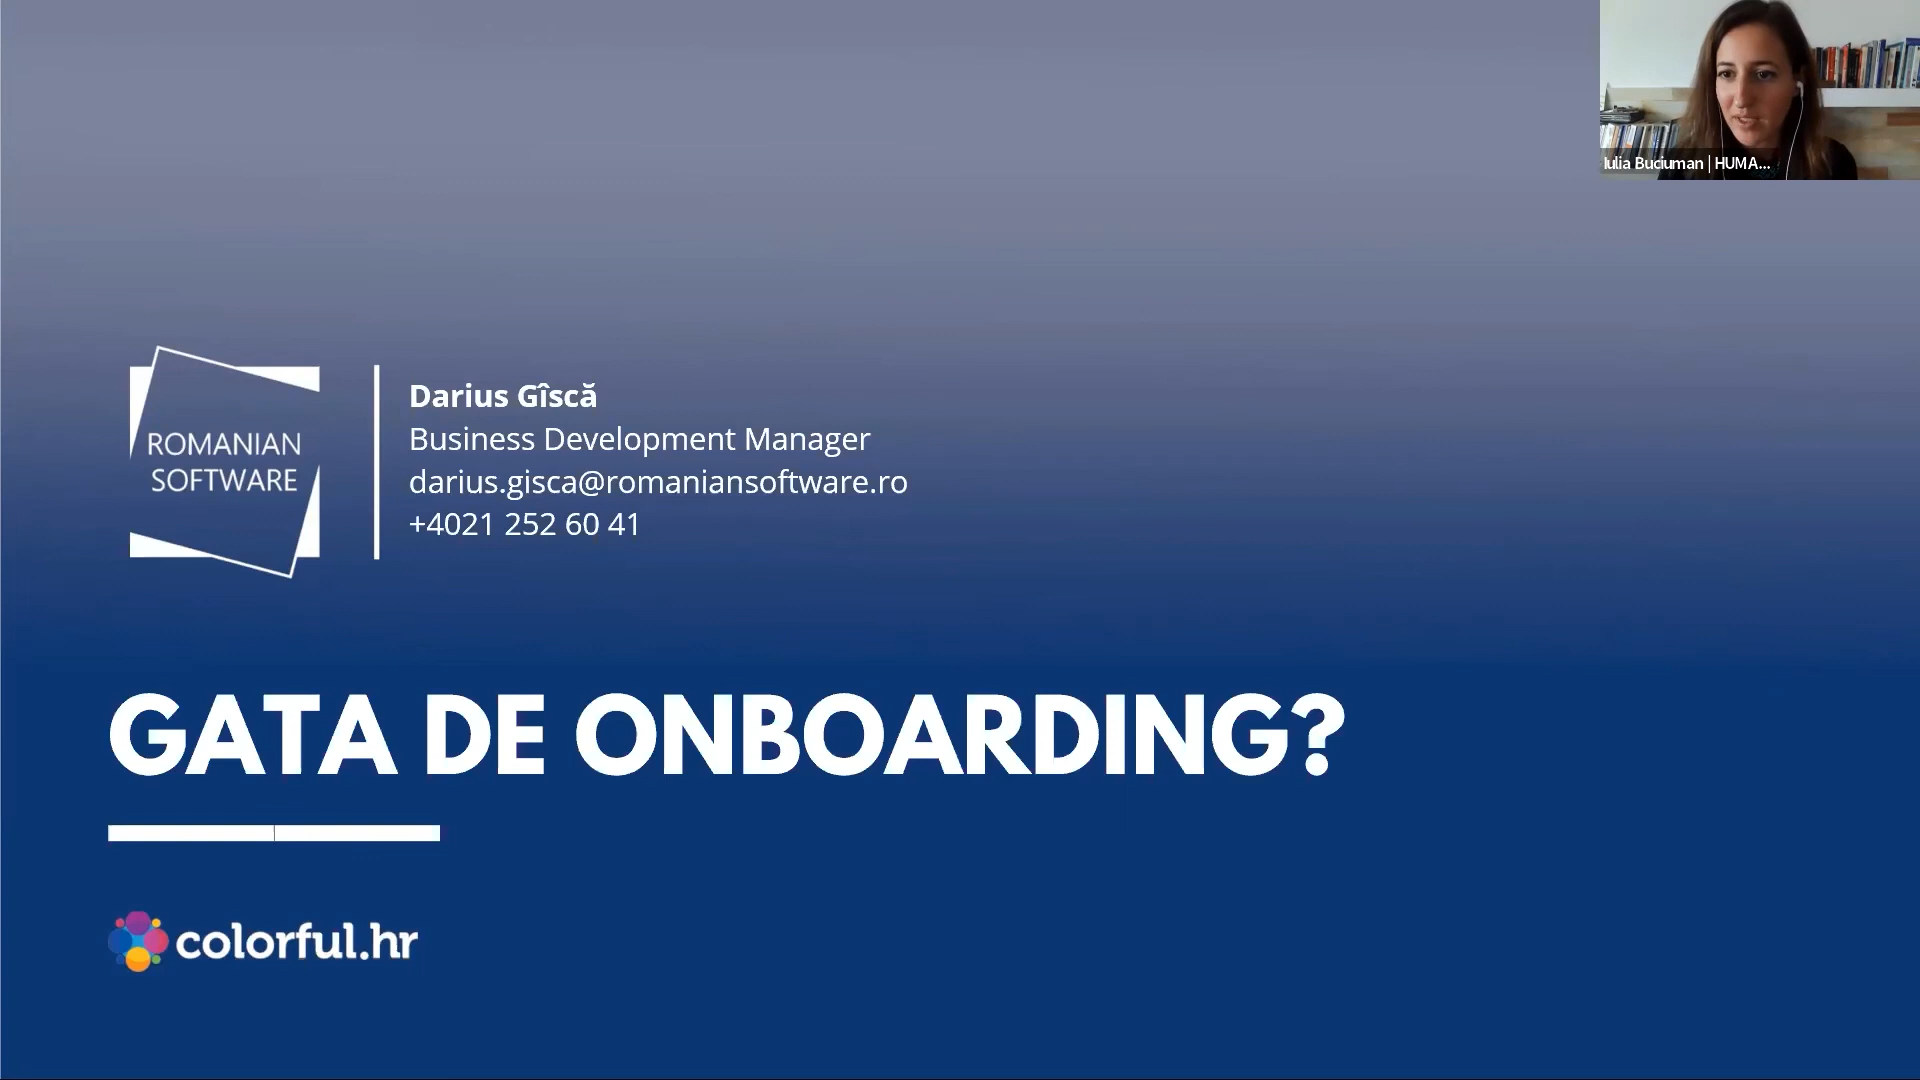 Iulia Buciuman | HUMA...
ROMANIAN
SOFTWARE
Darius Gîscă
Business Development Manager
darius.gisca@romaniansoftware.ro
+4021 252 60 41
GATA DE ONBOARDING?
colorful.hr